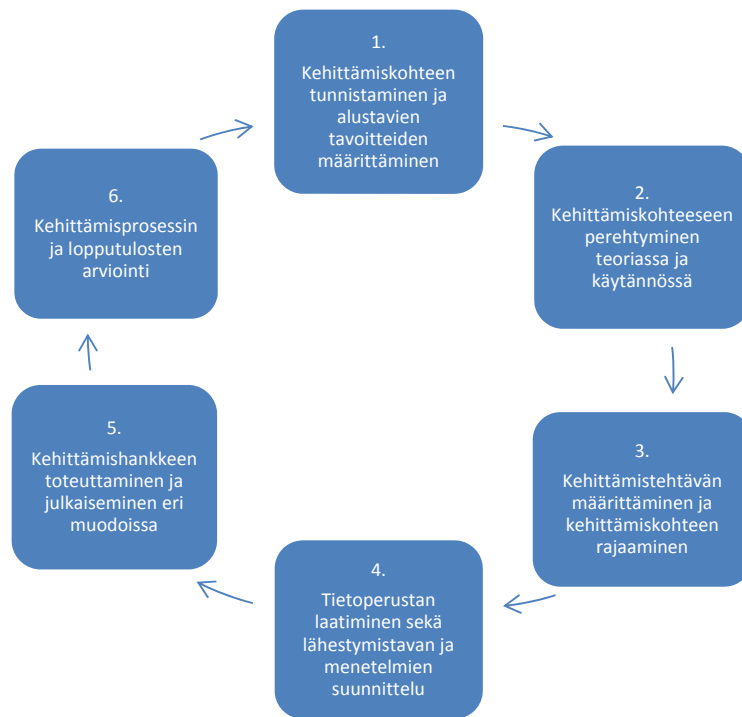 1.
Kehittämiskohteen
tunnistaminen ja
alustavien
tavoitteiden
määrittäminen
2.
Kehittämiskohteeseen
perehtyminen
teoriassa ja
käytännössä
3.
Kehittämistehtävän
määrittäminen ja
kehittämiskohteen
rajaaminen
4.
Tietoperustan
laatiminen sekä
lähestymistavan ja
menetelmien
suunnittelu
5.
Kehittämishankkeen
toteuttaminen ja
julkaiseminen eri
muodoissa
6.
Kehittämisprosessin
ja lopputulosten
arviointi